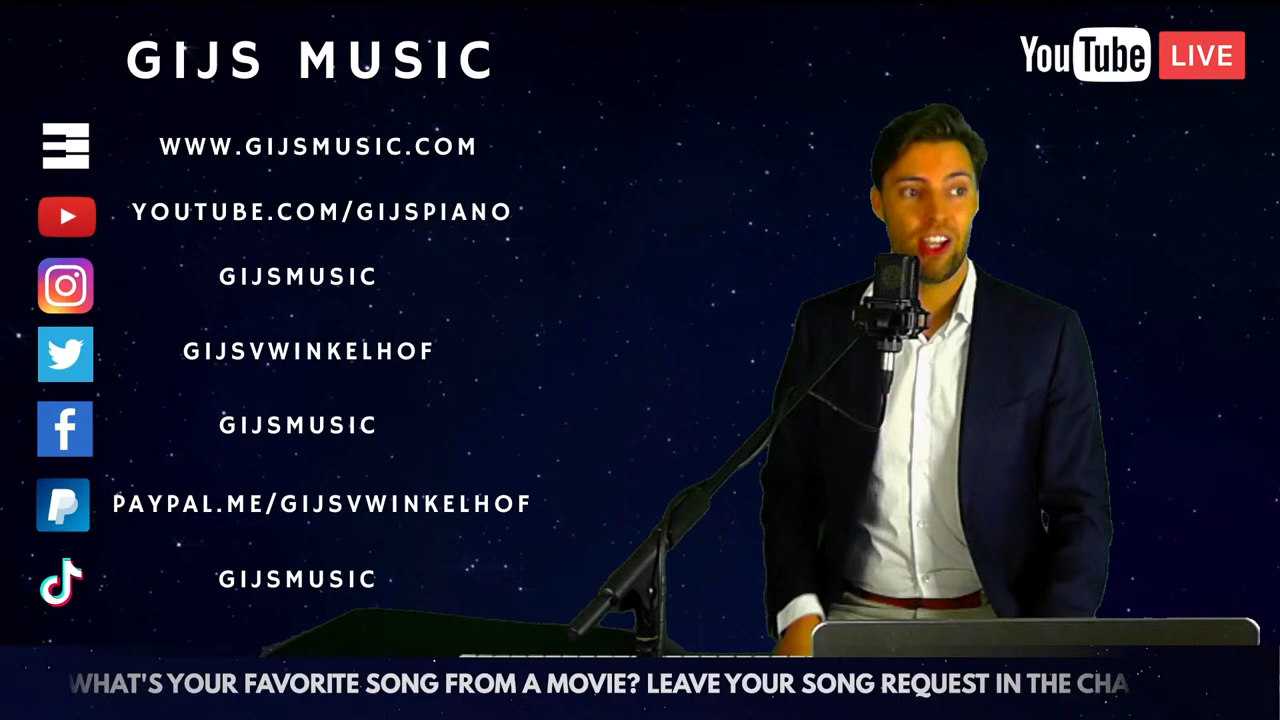 GIJS MUSIC
YouTube LIVE
WWW.GIJSMUSIC.COM
YOUTUBE.COM/GIJSPIANO
GIJSMUSIC
GIJSVWINKELHOF
GIJSMUSIC
PAYPAL.ME/GIJSVWINKELHOF
GIJSMUSIC
WHAT'S YOUR FAVORITE SONG FROM A MOVIE? LEAVE YOUR SONG REQUEST IN THE CHA